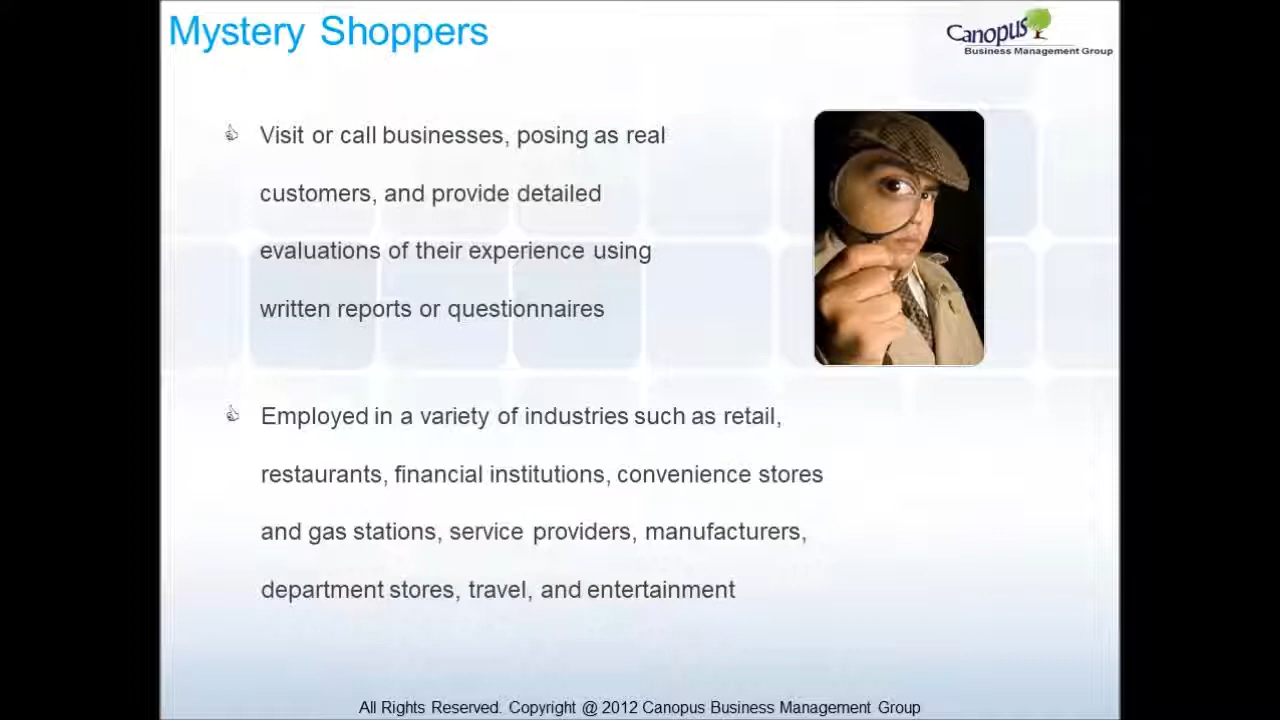 Mystery Shoppers
Canopus
Business Management Group
Visit or call businesses, posing as real
customers, and provide detailed
evaluations of their experience using
written reports or questionnaires
Employed in a variety of industries such as retail,
restaurants, financial institutions, convenience stores
and gas stations, service providers, manufacturers,
department stores, travel, and entertainment
All Rights Reserved. Copyright @ 2012 Canopus Business Management Group